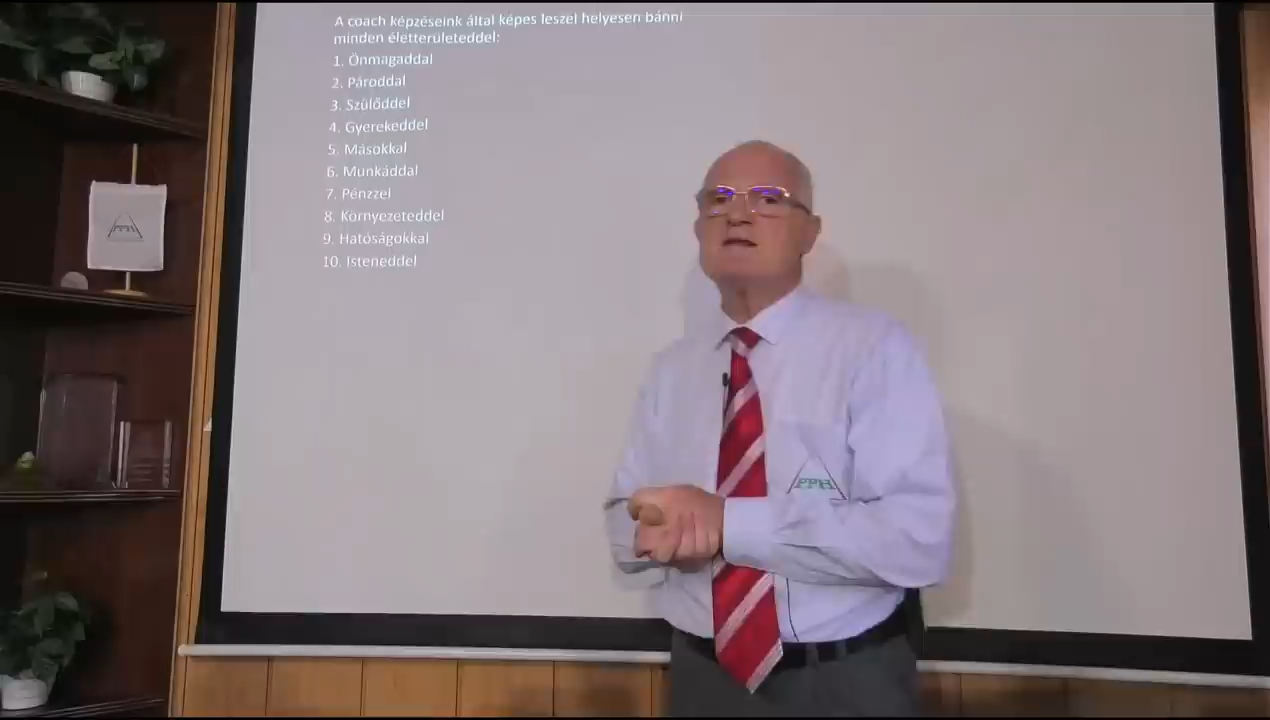 A coach képzéseink által képes leszel helyesen bánni
minden életterületeddel:
1. Önmagaddal
2. Pároddal
3. Szülőddel
4. Gyerekeddel
5. Másokkal
6. Munkáddal
7. Pénzzel
8. Környezeteddel
9. Hatóságokkal
10. Isteneddel
PPH
PPH